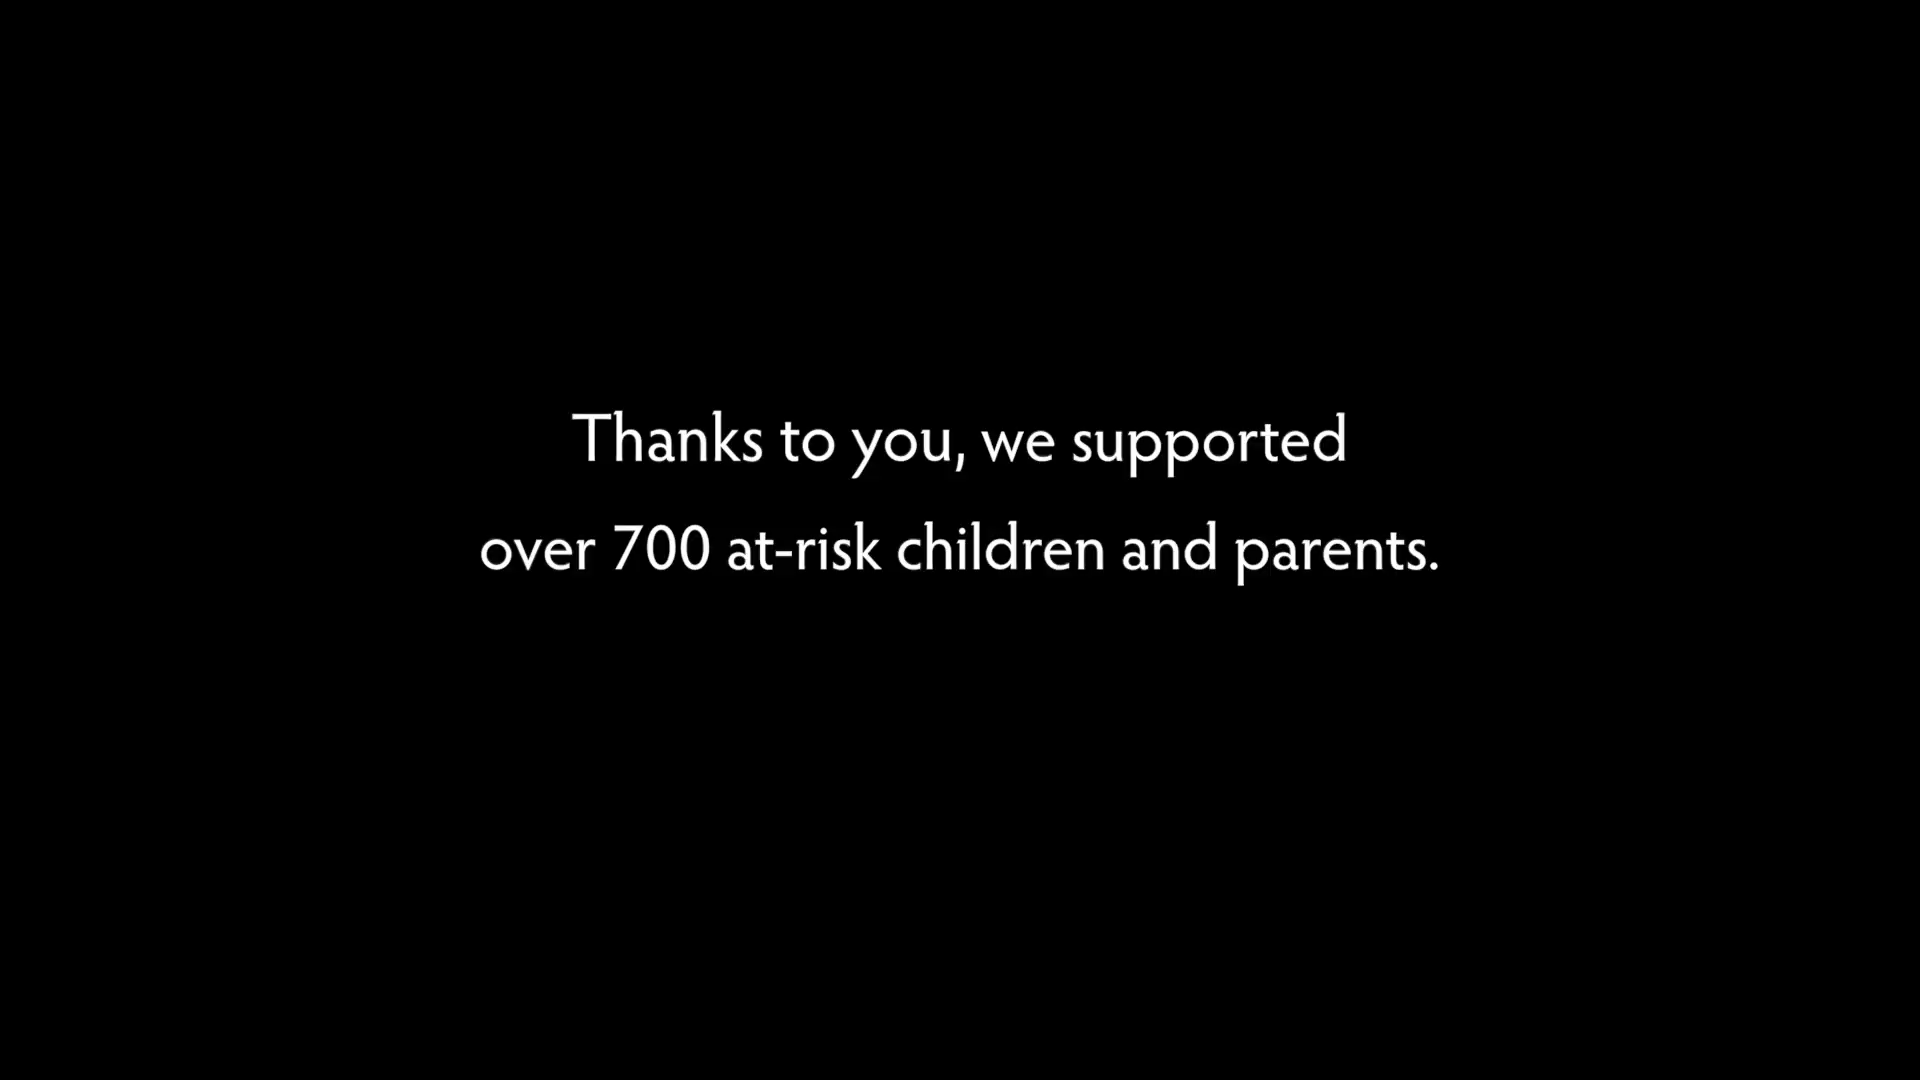 Thanks to you, we supported
over 700 at-risk children and parents.